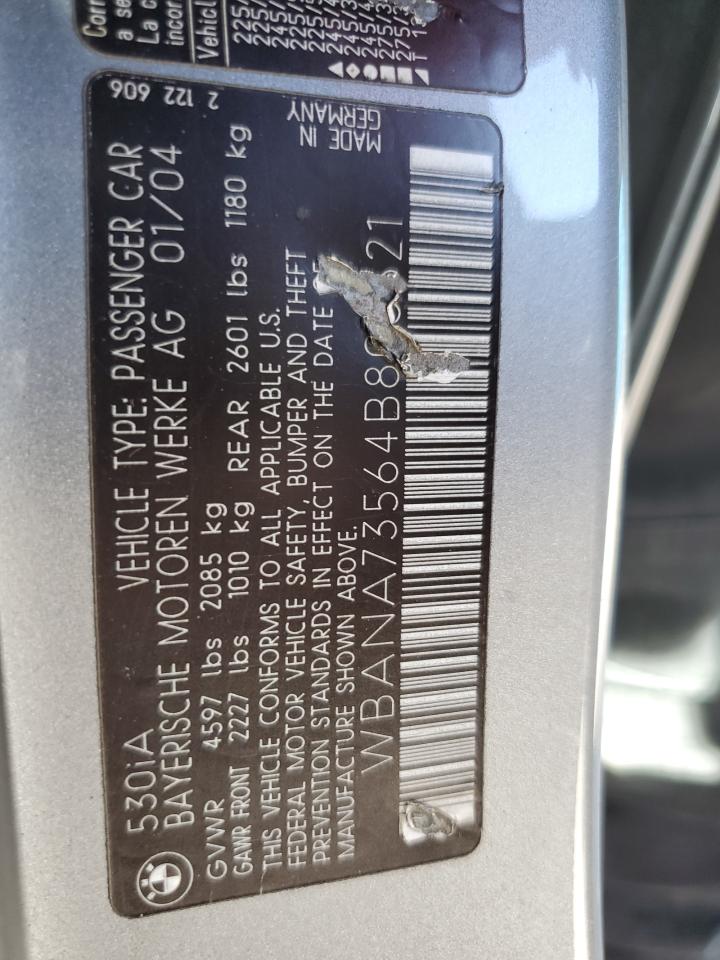 530iA VEHICLE TYPE: PASSENGER CAR
BAYERISCHE MOTOREN WERKE AG 01/04
2 122 606
GVWR 4597 lbs 2085 kg
GAWR FRONT 2227 lbs 1010 kg REAR 2601 lbs 1180 kg
THIS VEHICLE CONFORMS TO ALL APPLICABLE U.S.
FEDERAL MOTOR VEHICLE SAFETY, BUMPER AND THEFT
PREVENTION STANDARDS IN EFFECT ON THE DATE
MANUFACTURE SHOWN ABOVE.
MADE IN
GERMANY
WBANA73564B8
21